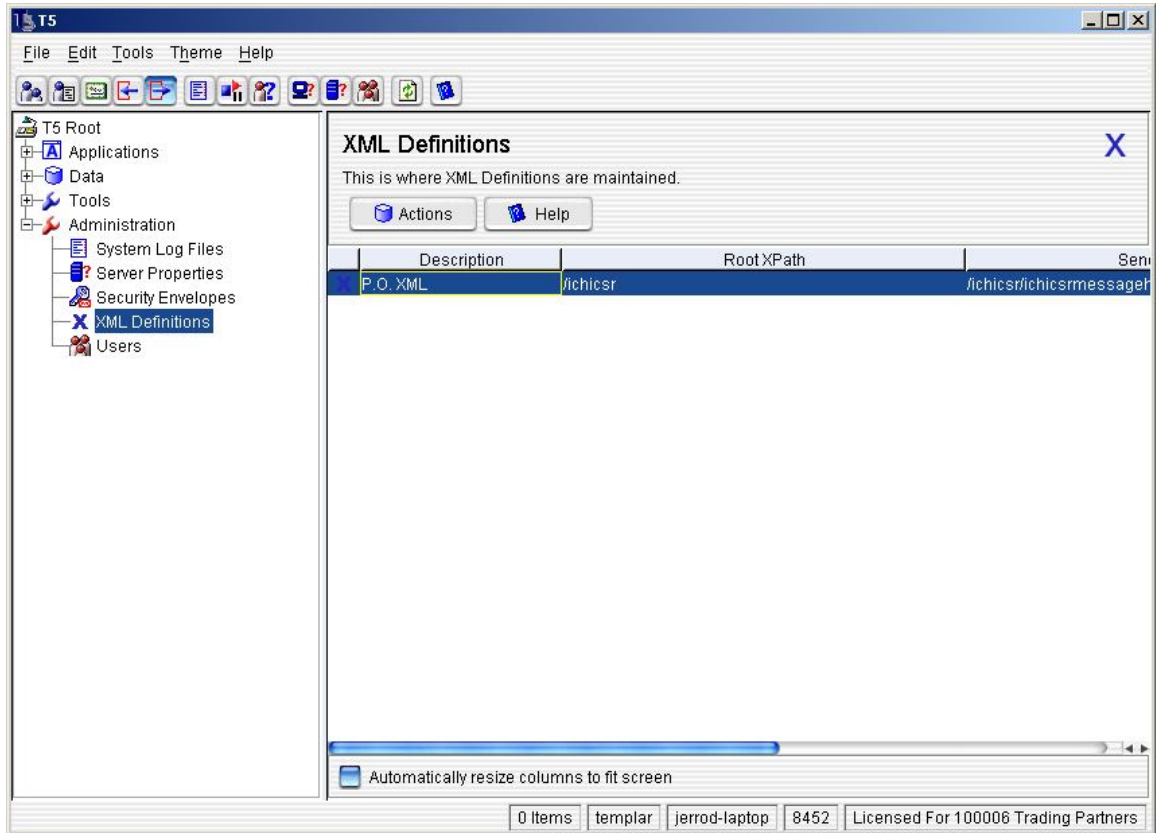 T5
File Edit Tools Theme Help
T5 Root
Applications
Data
Tools
Administration
System Log Files
Server Properties
Security Envelopes
XML Definitions
Users
XML Definitions
This is where XML Definitions are maintained.
Actions Help
Description Root XPath
P.O. XML /ichicsr
Automatically resize columns to fit screen
0 Items templar jerrod-laptop 8452 Licensed For 100006 Trading Partners